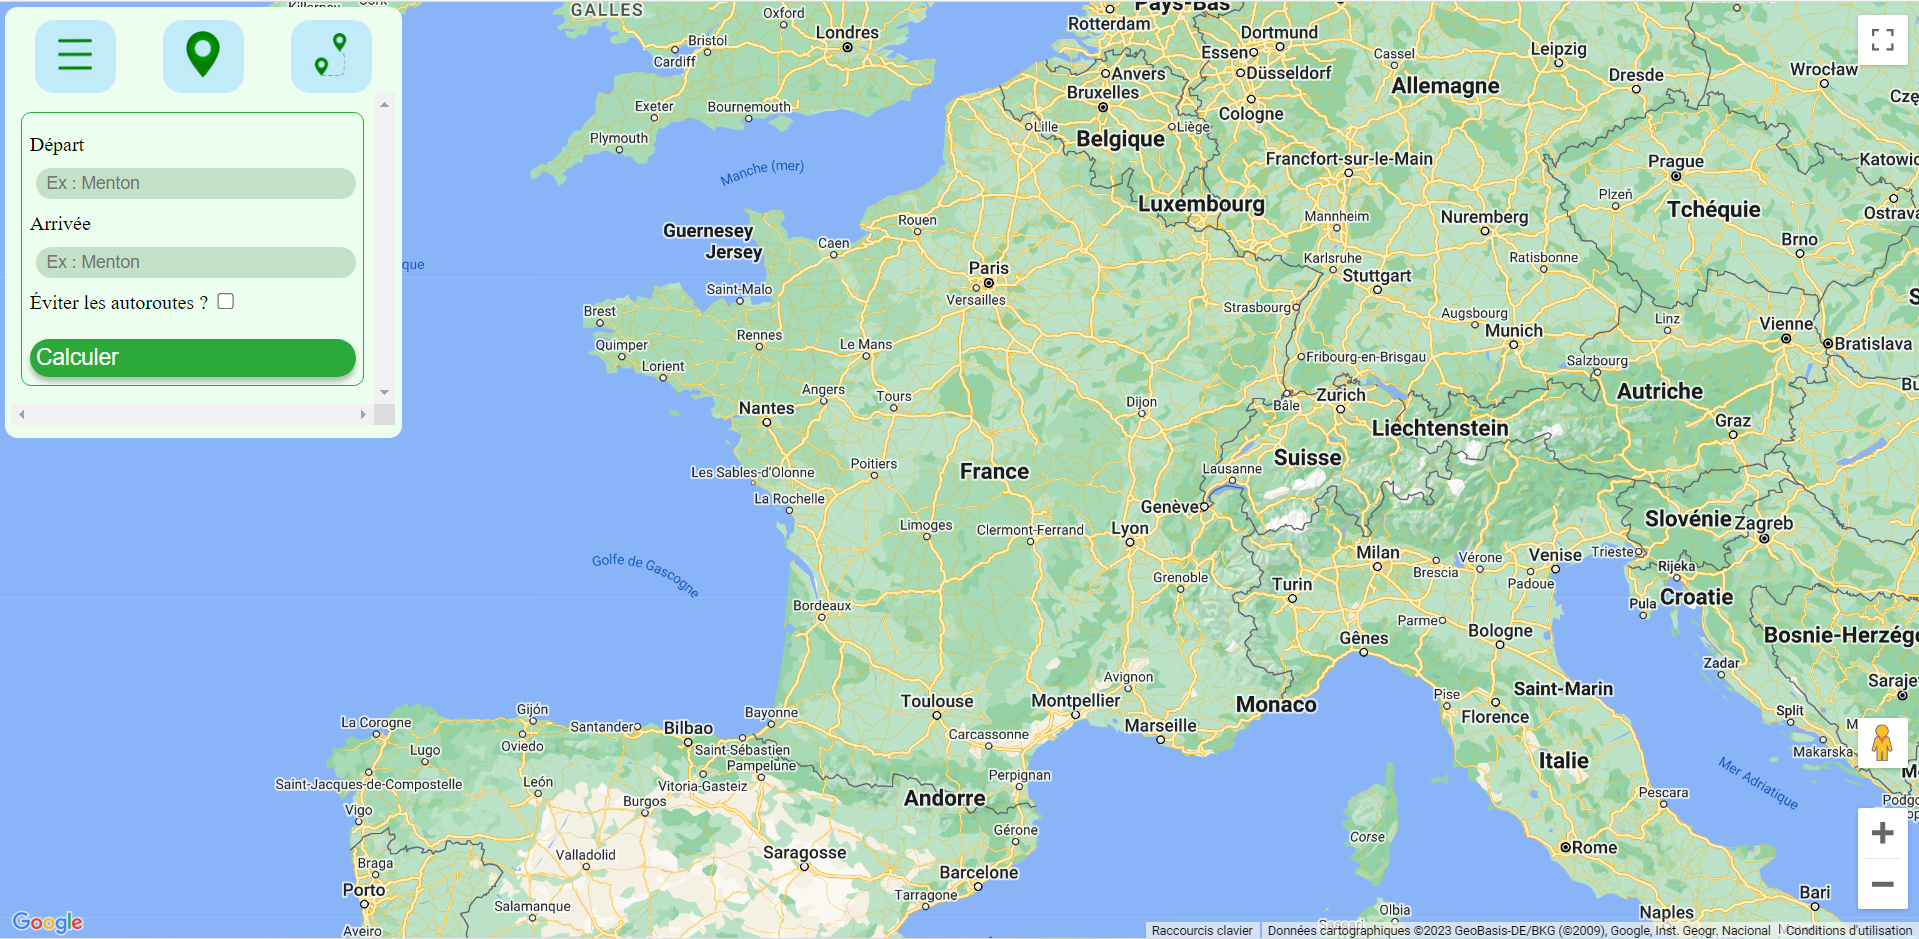 Départ
Ex : Menton
Arrivée
Ex : Menton
Éviter les autoroutes ?
Calculer
GALLES
Oxford
Londres
Bristol
Cardiff
Exeter
Bournemouth
Plymouth
Manche (mer)
Guernesey
Jersey
que
Pays-Bas
Rotterdam
Dortmund
Essen
Anvers
Düsseldorf
Bruxelles
Cologne
Lille
Belgique
Liège
Cassel
Leipzig
Dresde
Wrocław
Allemagne
Francfort-sur-le-Main
Prague
Plzeň
Luxembourg
Mannheim
Nuremberg
Tchéquie
Brno
Karlsruhe
Ratisbonne
Stuttgart
Strasbourg
Augsbourg
Munich
Linz
Vienne
Bratislava
Salzbourg
Fribourg-en-Brisgau
Rouen
Caen
Paris
Versailles
Saint-Malo
Brest
Rennes
Quimper
Le Mans
Lorient
Angers
Tours
Nantes
Dijon
Bâle
Zurich
Autriche
Liechtenstein
Graz
Suisse
Lausanne
France
Poitiers
Les Sables-d'Olonne
La Rochelle
Genève
Limoges
Clermont-Ferrand
Lyon
Slovénie
Zagreb
Milan
Vérone
Venise
Trieste
Brescia
Padoue
Rijeka
Golfe de Gascogne
Grenoble
Turin
Pula
Croatie
Bordeaux
Parme
Bologne
Gênes
Bosnie-Herzégo
Zadar
Avignon
Pise
Saint-Marin
Toulouse
Montpellier
Monaco
Florence
Split
Marseille
Makarska
Carcassonne
Italie
Mer Adriatique
Perpignan
Pescara
Andorre
Gérone
Corse
Rome
La Corogne
Gijón
Santander
Bilbao
Bayonne
Lugo
Oviedo
Saint-Sébastien
Pampelune
Saint-Jacques-de-Compostelle
León
Vitoria-Gasteiz
Vigo
Burgos
Valladolid
Saragosse
Braga
Barcelone
Porto
Tarragone
Salamanque
Aveiro
Olbia
Naples
Bari
Google
Raccourcis clavier
Données cartographiques ©2023 GeoBasis-DE/BKG (©2009), Google, Inst. Geogr. Nacional
Conditions d'utilisation